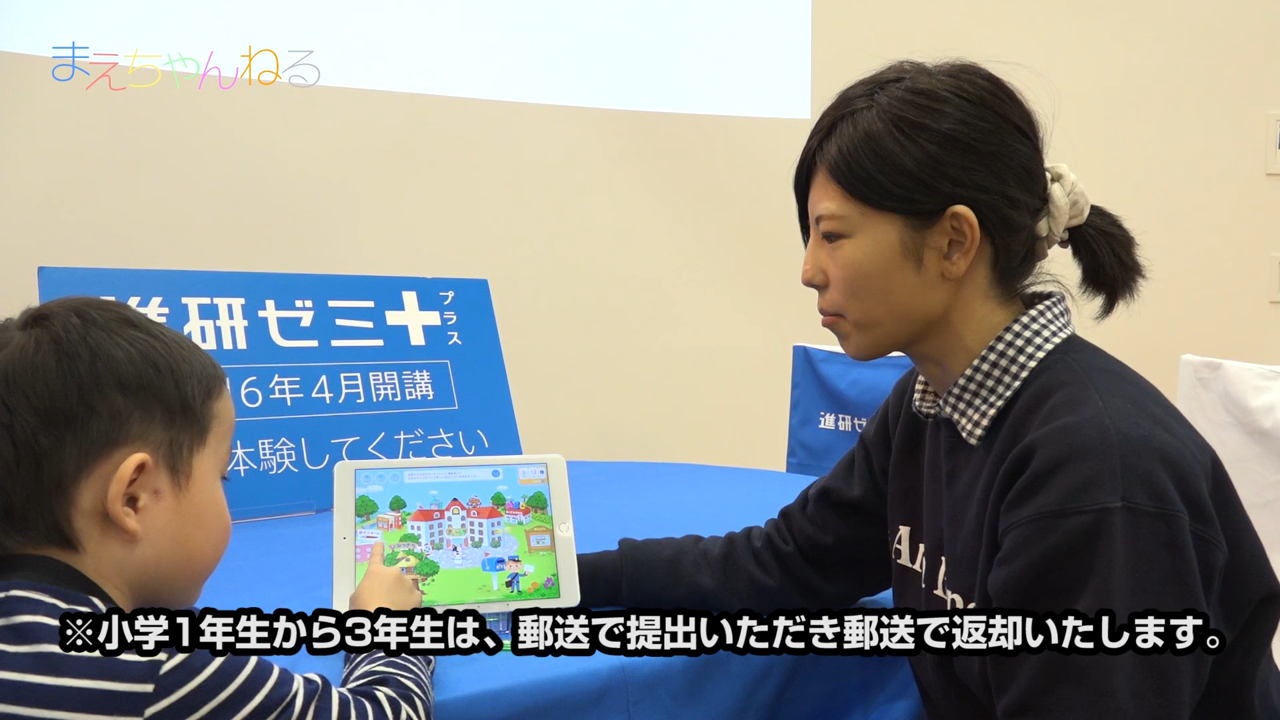 まえちゃんねる
進研ゼミ+
プラス
16年4月開講
体験してください
進研ゼ
※小学1年生から3年生は、郵送で提出いただき郵送で返却いたします。